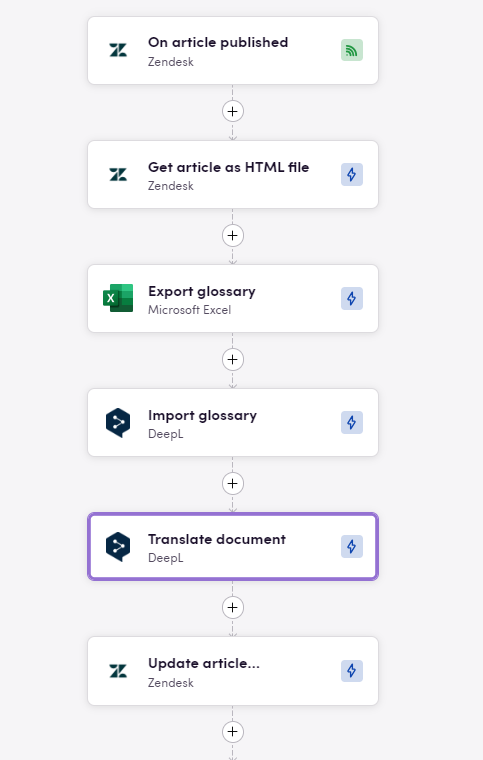 On article published
Zendesk
Get article as HTML file
Zendesk
Export glossary
Microsoft Excel
Import glossary
DeepL
Translate document
DeepL
Update article...
Zendesk